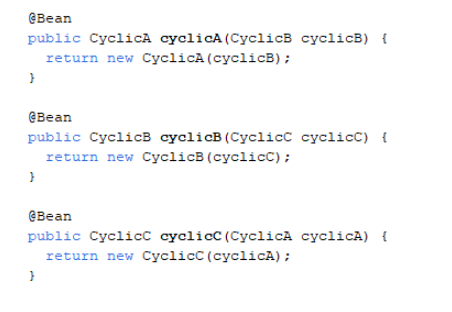 @Bean
public CyclicA cyclicA(CyclicB cyclicB) {
  return new CyclicA(cyclicB);
}

@Bean
public CyclicB cyclicB(CyclicC cyclicC) {
  return new CyclicB(cyclicC);
}

@Bean
public CyclicC cyclicC(CyclicA cyclicA) {
  return new CyclicC(cyclicA);
}